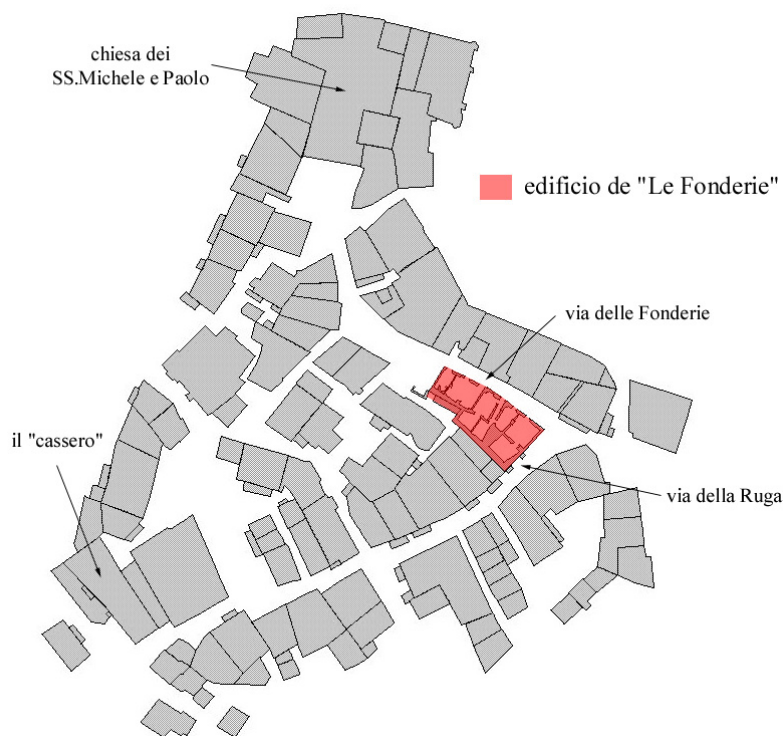 chiesa dei
SS.Michele e Paolo
edificio de "Le Fonderie"
via delle Fonderie
il "cassero"
via della Ruga